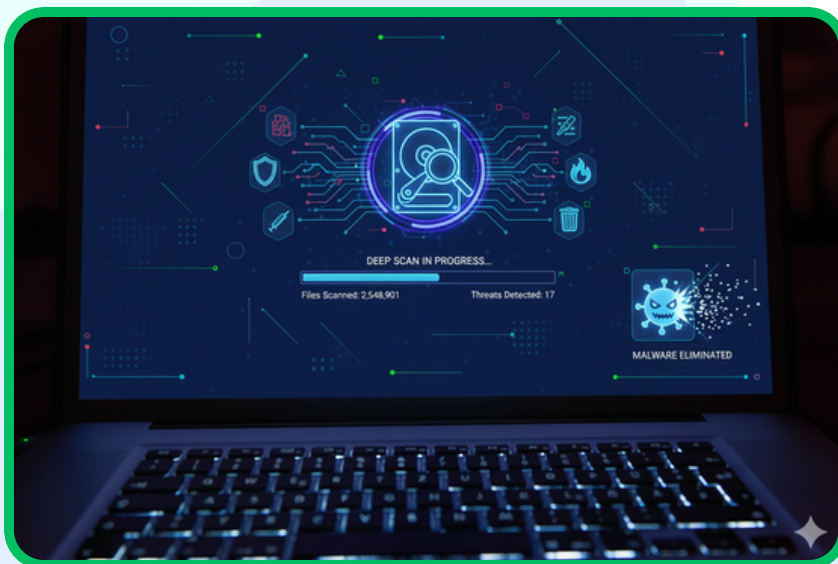 DEEP SCAN IN PROGRESS...
Files Scanned: 2,548,901
Threats Detected: 17
MALWARE ELIMINATED